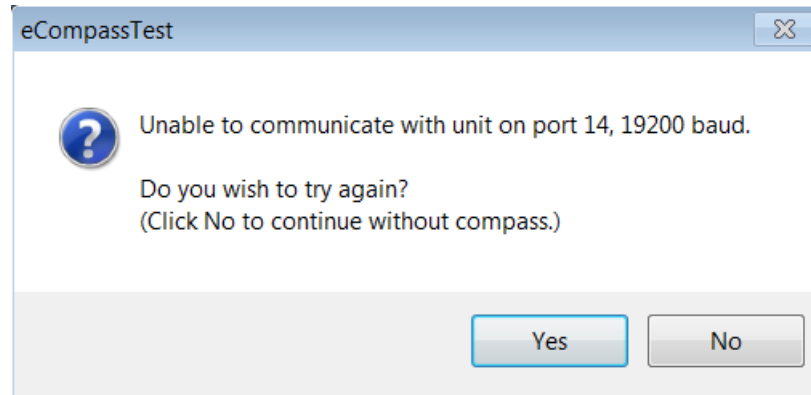 eCompassTest
Unable to communicate with unit on port 14, 19200 baud.
Do you wish to try again?
(Click No to continue without compass.)
Yes
No